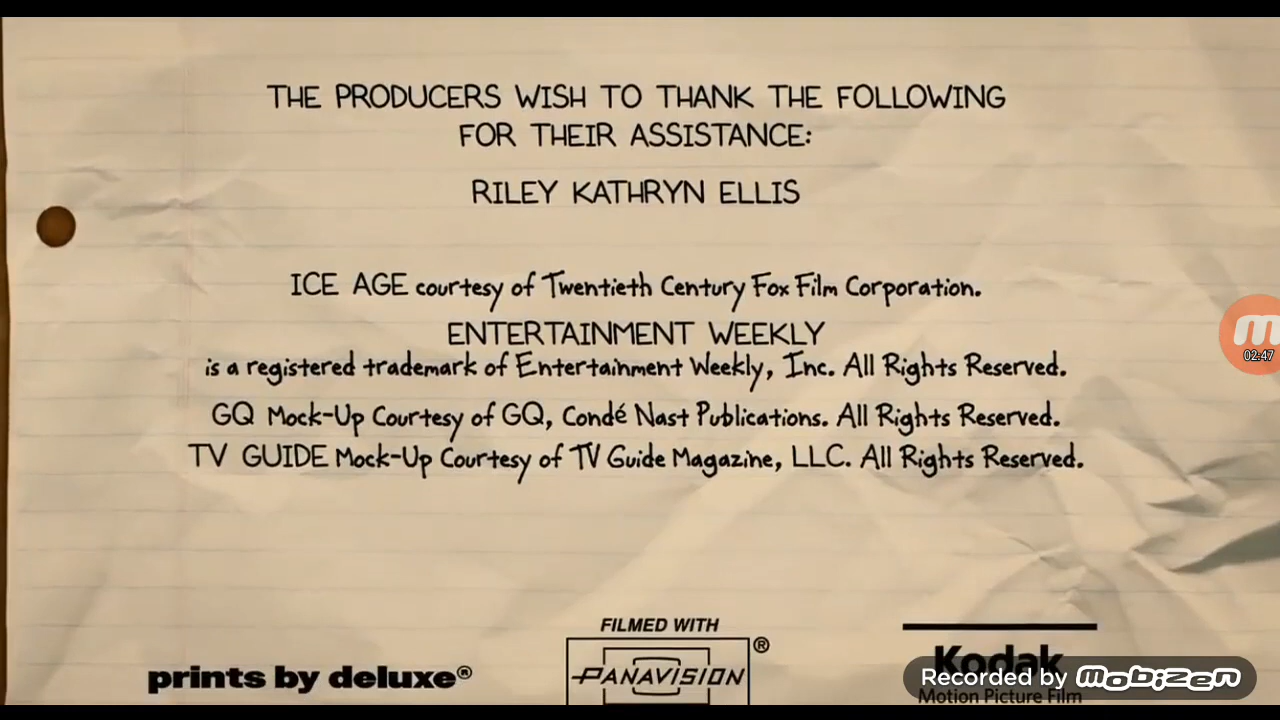 THE PRODUCERS WISH TO THANK THE FOLLOWING
FOR THEIR ASSISTANCE:
RILEY KATHRYN ELLIS
ICE AGE courtesy of Twentieth Century Fox Film Corporation.
ENTERTAINMENT WEEKLY
is a registered trademark of Entertainment Weekly, Inc. All Rights Reserved.
GQ Mock-Up Courtesy of GQ, Condé Nast Publications. All Rights Reserved.
TV GUIDE Mock-Up Courtesy of TV Guide Magazine, LLC. All Rights Reserved.
02:47
prints by deluxe®
FILMED WITH
PANAVISION ®
Kodak
Motion Picture Film
Recorded by mobizen